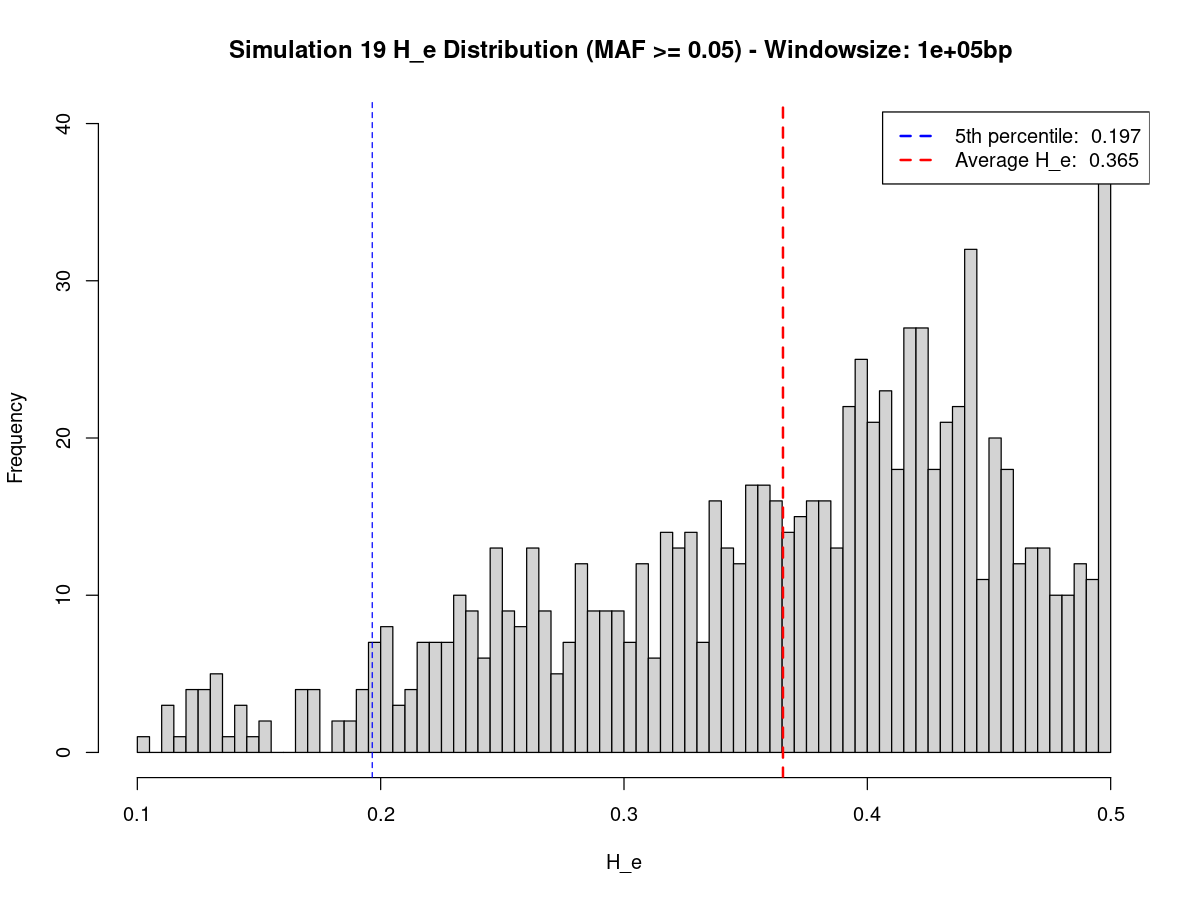 Simulation 19 H_e Distribution (MAF >= 0.05) - Windowsize: 1e+05bp
5th percentile: 0.197
Average H_e: 0.365
Frequency
40
30
20
10
0
0.1 0.2 0.3 0.4 0.5
H_e